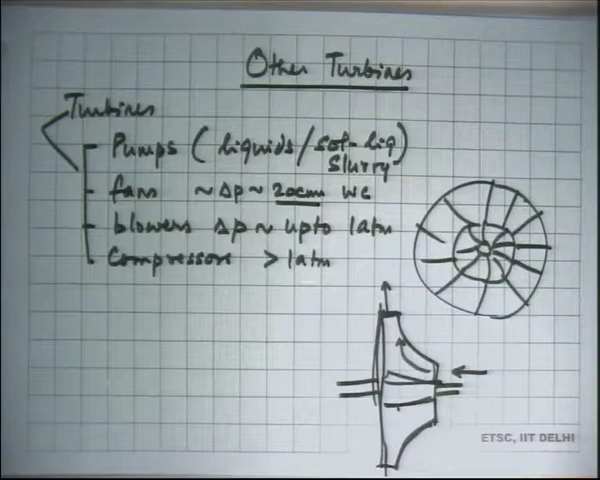 Other Turbines
Turbines
Pumps (liquids/sol-liq
Slurry)
fans ~ Δp ~ 20cm WC
blowers Δp ~ upto 1atm
Compressors > 1atm
ETSC, IIT DELHI